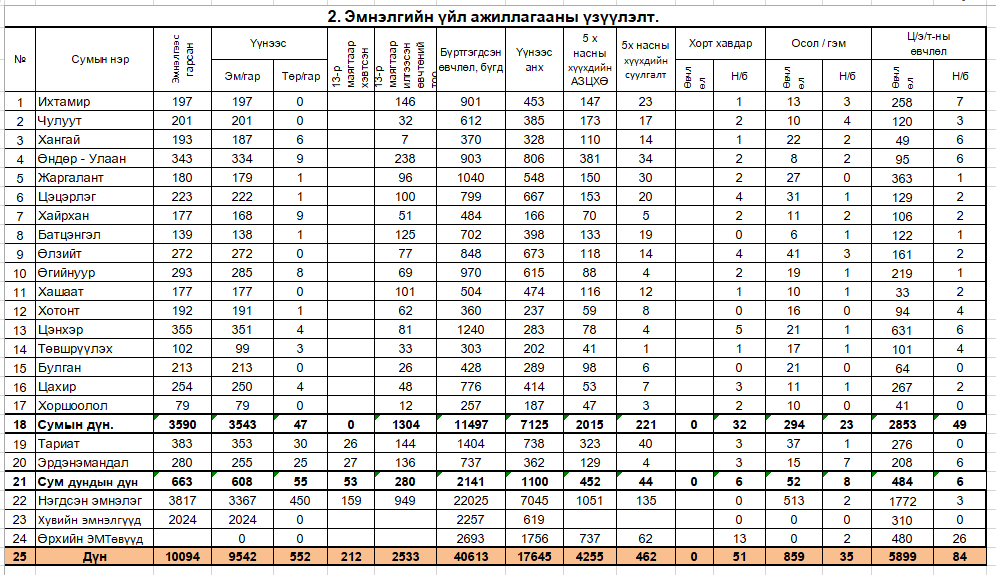 2. Эмнэлгийн үйл ажиллагааны үзүүлэлт.
№ Сумын нэр Эмнэлгээс гарсан Үүнээс 13-р маягтаар хэвтсэн 13-р маягтаар илгээсэн өвчтөний тоо Бүртгэгдсэн өвчлөл, бүгд Үүнээс анх 5 х насны хүүхдийн АЗЦХӨ 5х насны хүүхдийн суулгалт Хорт хавдар Осол / гэм Ц/э/т-ны өвчлөл
Эм/гар Төр/гар Өвчлөл Н/б Өвчлөл Н/б Өвчлөл Н/б
1 Ихтамир 197 197 0 146 901 453 147 23 1 13 3 258 7
2 Чулуут 201 201 0 32 612 385 173 17 2 10 4 120 3
3 Хангай 193 187 6 7 370 328 110 14 1 22 2 49 6
4 Өндөр - Улаан 343 334 9 238 903 806 381 34 2 8 2 95 6
5 Жаргалант 180 179 1 96 1040 548 150 30 2 27 0 363 1
6 Цэцэрлэг 223 222 1 100 799 667 153 20 4 31 1 129 2
7 Хайрхан 177 168 9 51 484 166 70 5 2 11 2 106 2
8 Батцэнгэл 139 138 1 125 702 398 133 19 0 6 1 122 1
9 Өлзийт 272 272 0 77 848 673 118 14 4 41 3 161 2
10 Өгийнуур 293 285 8 69 970 615 88 4 2 19 1 219 1
11 Хашаат 177 177 0 101 504 474 116 12 1 10 1 33 2
12 Хотонт 192 191 1 62 360 237 59 8 0 16 0 94 4
13 Цэнхэр 355 351 4 81 1240 283 78 4 5 21 1 631 6
14 Төвшрүүлэх 102 99 3 33 303 202 41 1 1 17 1 101 4
15 Булган 213 213 0 26 428 289 98 6 0 21 0 64 0
16 Цахир 254 250 4 48 776 414 53 7 3 11 1 267 2
17 Хоршоолол 79 79 0 12 257 187 47 3 2 10 0 41 0
18 Сумын дүн. 3590 3543 47 0 1304 11497 7125 2015 221 0 32 294 23 2853 49
19 Тариат 383 353 30 26 144 1404 738 323 40 3 37 1 276 0
20 Эрдэнэмандал 280 255 25 27 136 737 362 129 4 3 15 7 208 6
21 Сум дундын дүн 663 608 55 53 280 2141 1100 452 44 0 6 52 8 484 6
22 Нэгдсэн эмнэлэг 3817 3367 450 159 949 22025 7045 1051 135 0 513 2 1772 3
23 Хувийн эмнэлгүүд 2024 2024 0 2257 619 0 0 0 310 0
24 Өрхийн ЭМТөвүүд 0 0 2693 1756 737 62 13 0 2 480 26
25 Дүн 10094 9542 552 212 2533 40613 17645 4255 462 0 51 859 35 5899 84